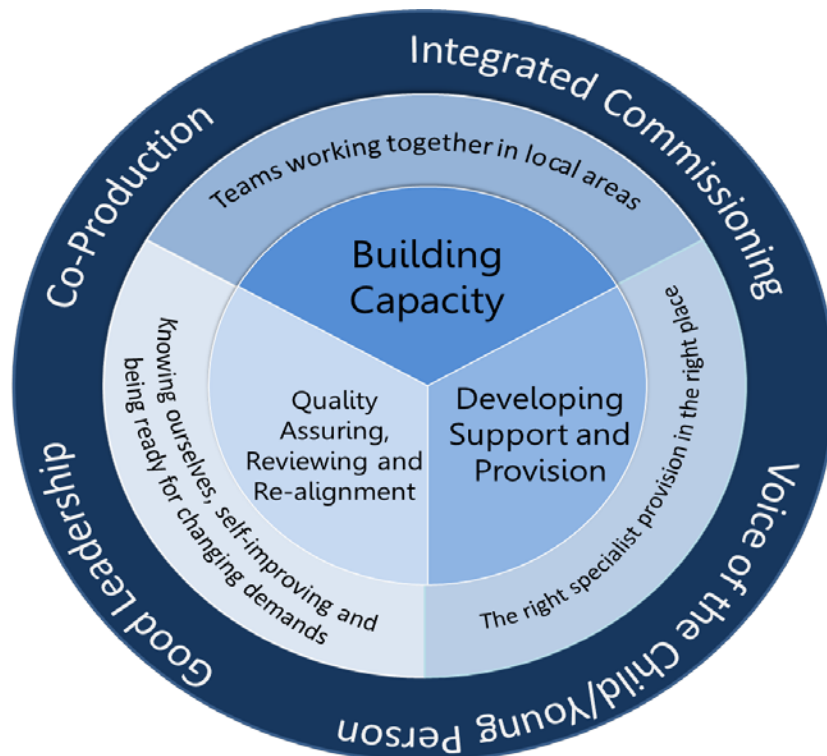 Integrated Commissioning
Co-Production
Teams working together in local areas
Building
Capacity
Quality
Assuring,
Reviewing and
Re-alignment
Developing
Support and
Provision
Knowing ourselves, self-improving and
being ready for changing demands
The right specialist provision in the right place
Good Leadership
Voice of the Child/Young Person